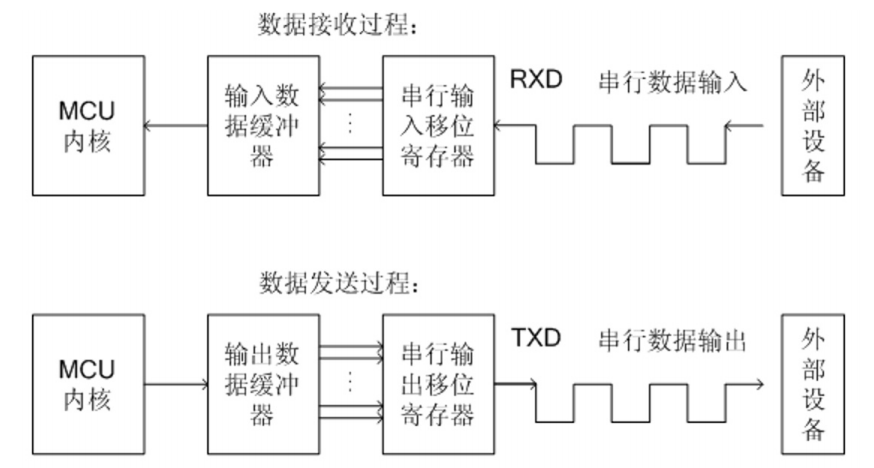 数据接收过程：
MCU
内核
输入数
据缓冲
器
串行输
入移位
寄存器
RXD 串行数据输入
外
部
设
备
数据发送过程：
MCU
内核
输出数
据缓冲
器
串行输
出移位
寄存器
TXD 串行数据输出
外
部
设
备